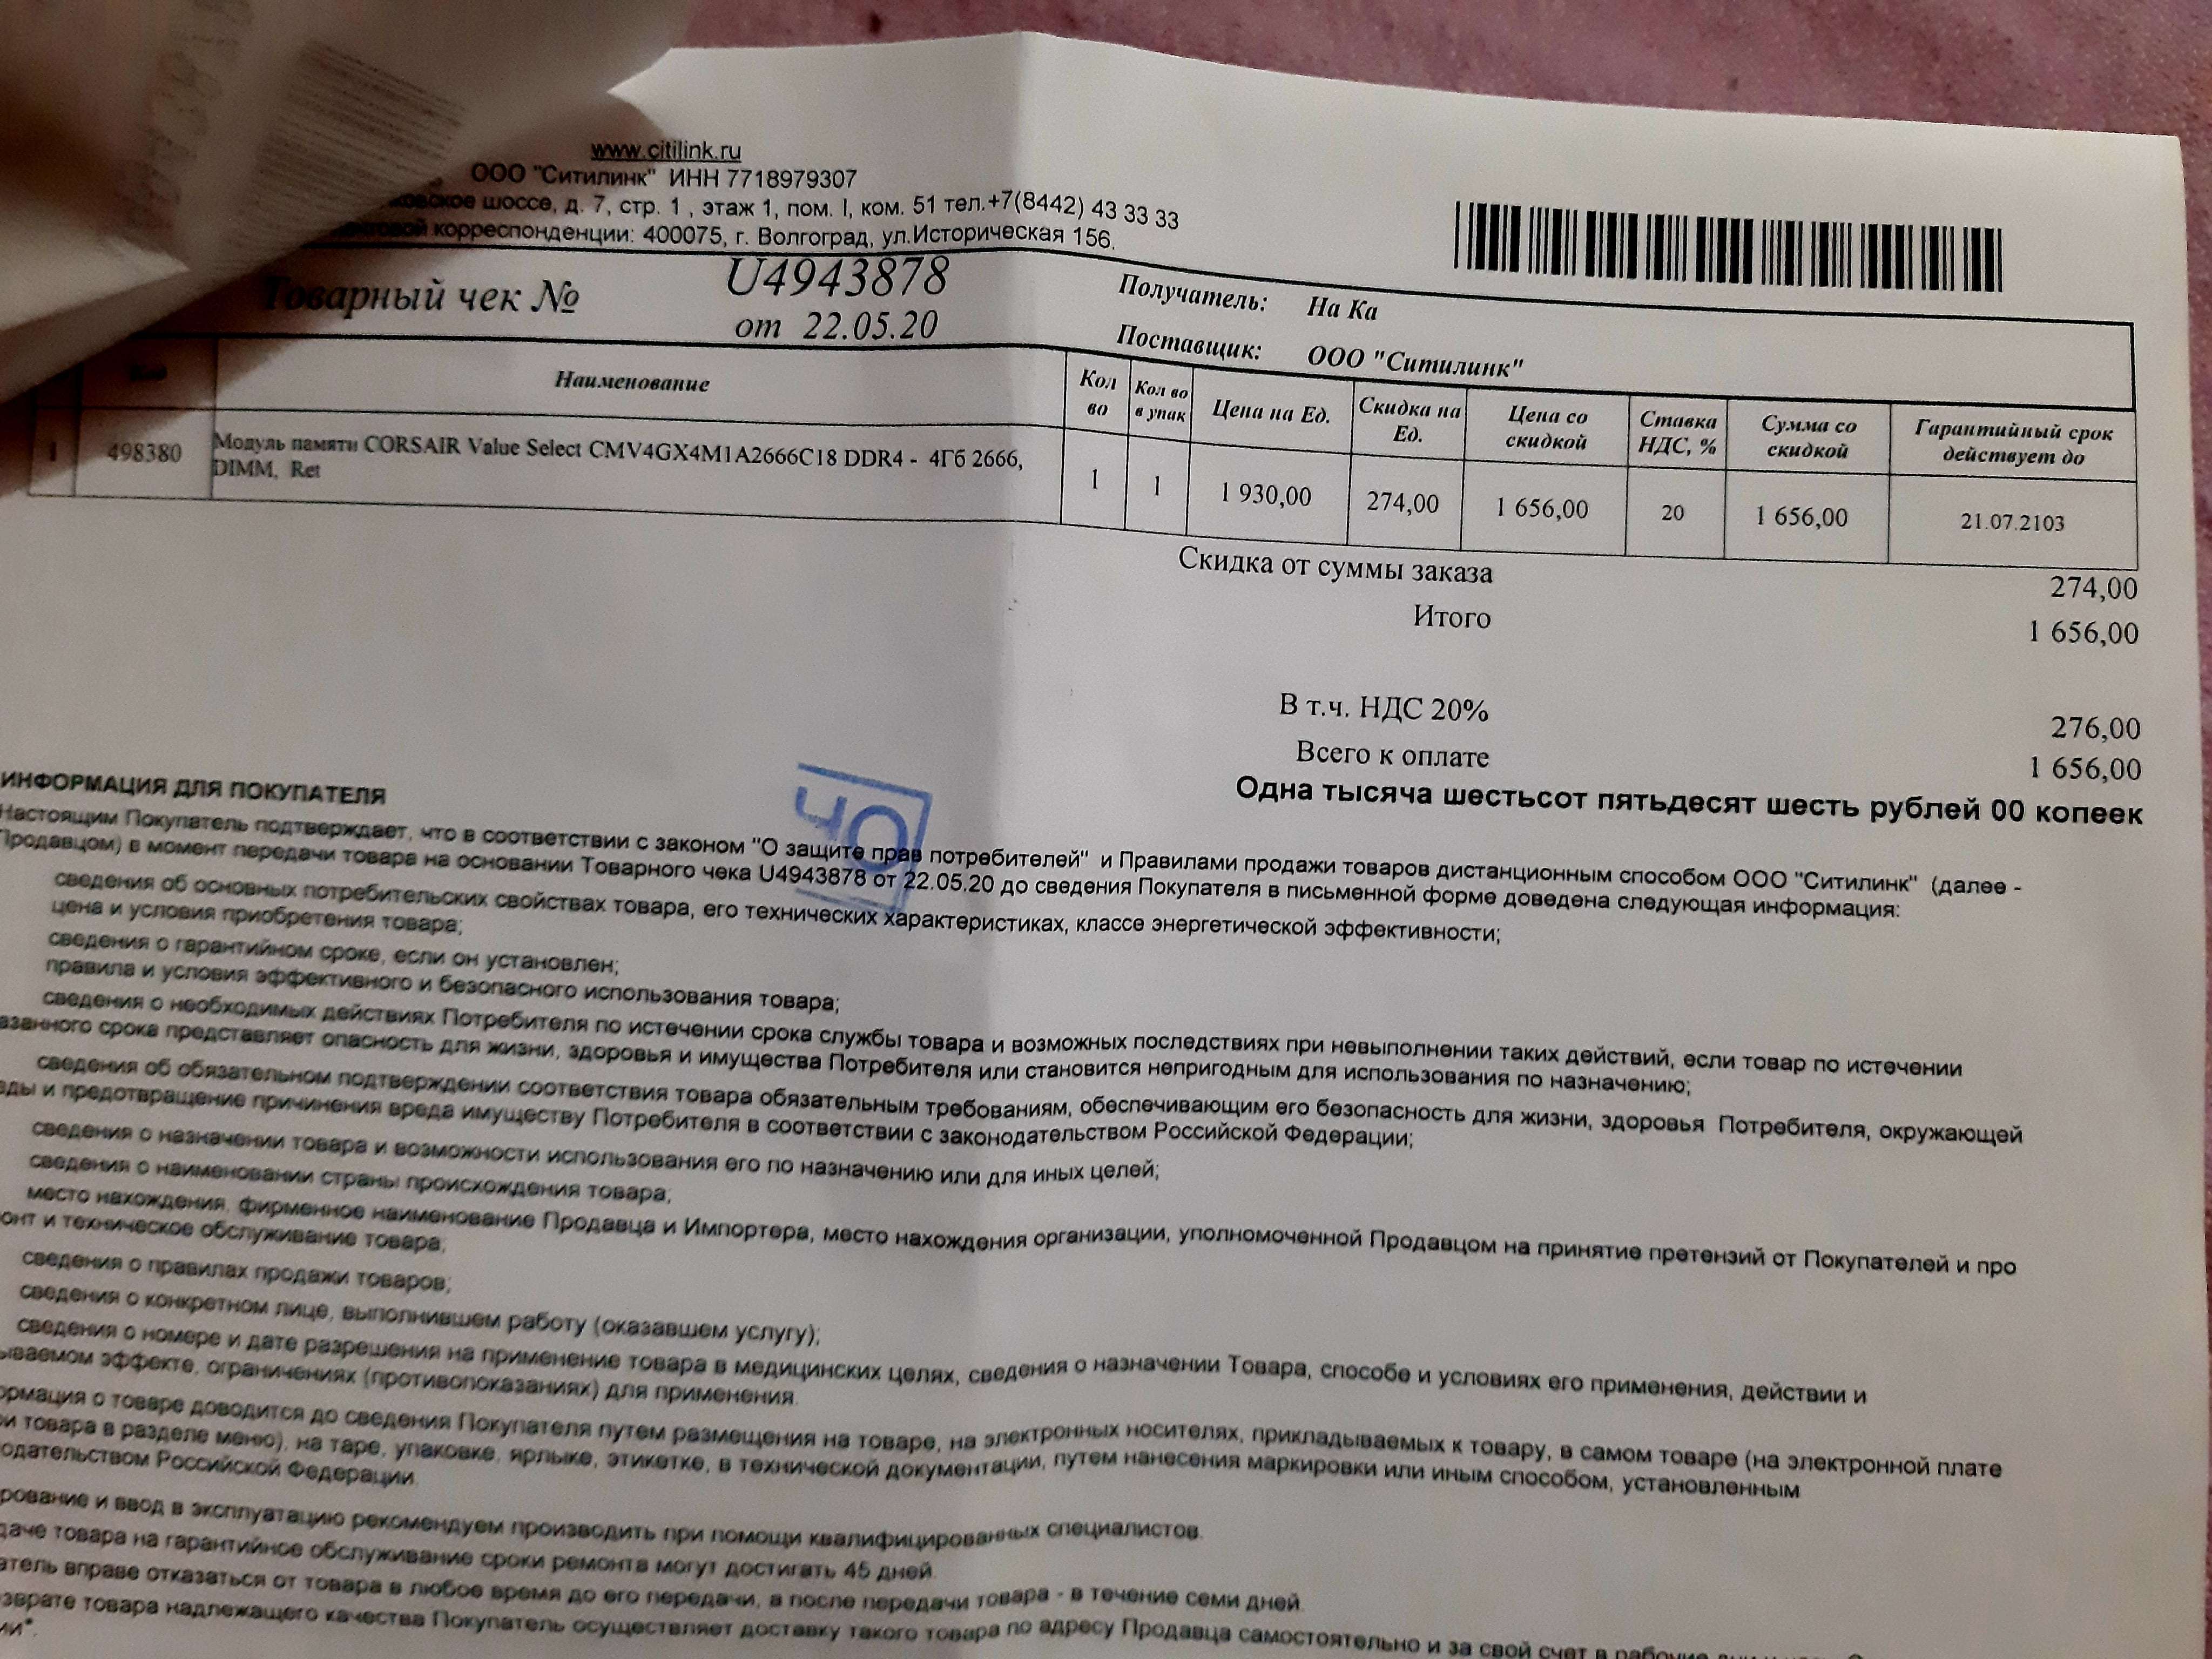 www.citilink.ru
ООО "Ситилинк" ИНН 7718979307
шоссе, д. 7, стр. 1 , этаж 1, пом. I, ком. 51 тел.+7(8442) 43 33 33
корреспонденции: 400075, г. Волгоград, ул.Историческая 156,
Товарный чек № U4943878
от 22.05.20
Получатель: На Ка
Поставщик: ООО "Ситилинк"
Наименование Кол во Кол во в упак Цена на Ед. Скидка на Ед. Цена со скидкой Ставка НДС, % Сумма со скидкой Гарантийный срок действует до
1 498380 Модуль памяти CORSAIR Value Select CMV4GX4M1A2666C18 DDR4 - 4Гб 2666, 1 1 1 930,00 274,00 1 656,00 20 1 656,00 21.07.2103
DIMM, Ret
Скидка от суммы заказа 274,00
Итого 1 656,00
В т.ч. НДС 20% 276,00
Всего к оплате 1 656,00
Одна тысяча шестьсот пятьдесят шесть рублей 00 копеек
ИНФОРМАЦИЯ ДЛЯ ПОКУПАТЕЛЯ
Настоящим Покупатель подтверждает, что в соответствии с законом "О защите прав потребителей" и Правилами продажи товаров дистанционным способом ООО "Ситилинк" (далее -
Продавцом) в момент передачи товара на основании Товарного чека U4943878 от 22.05.20 до сведения Покупателя в письменной форме доведена следующая информация:
сведения об основных потребительских свойствах товара, его технических характеристиках, классе энергетической эффективности;
цена и условия приобретения товара;
сведения о гарантийном сроке, если он установлен;
правила и условия эффективного и безопасного использования товара;
сведения о необходимых действиях Потребителя по истечении срока службы товара и возможных последствиях при невыполнении таких действий, если товар по истечении
азанного срока представляет опасность для жизни, здоровья и имущества Потребителя или становится непригодным для использования по назначению;
сведения об обязательном подтверждении соответствия товара обязательным требованиям, обеспечивающим его безопасность для жизни, здоровья Потребителя, окружающей
ды и предотвращение причинения вреда имуществу Потребителя в соответствии с законодательством Российской Федерации;
сведения о назначении товара и возможности использования его по назначению или для иных целей;
сведения о наименовании страны происхождения товара;
место нахождения, фирменное наименование Продавца и Импортера, место нахождения организации, уполномоченной Продавцом на принятие претензий от Покупателей и про
онт и техническое обслуживание товара;
сведения о правилах продажи товаров;
сведения о конкретном лице, выполнившем работу (оказавшем услугу);
сведения о номере и дате разрешения на применение товара в медицинских целях, сведения о назначении Товара, способе и условиях его применения, действии и
ываемом эффекте, ограничениях (противопоказаниях) для применения.
ормация о товаре доводится до сведения Покупателя путем размещения на товаре, на электронных носителях, прикладываемых к товару, в самом товаре (на электронной плате
и товара в разделе меню), на таре, упаковке, ярлыке, этикетке, в технической документации, путем нанесения маркировки или иным способом, установленным
одательством Российской Федерации.
рование и ввод в эксплуатацию рекомендуем производить при помощи квалифицированных специалистов.
даче товара на гарантийное обслуживание сроки ремонта могут достигать 45 дней.
атель вправе отказаться от товара в любое время до его передачи, а после передачи товара - в течение семи дней.
зврате товара надлежащего качества Покупатель осуществляет доставку такого товара по адресу Продавца самостоятельно и за свой счет в рабочие дни
ии".